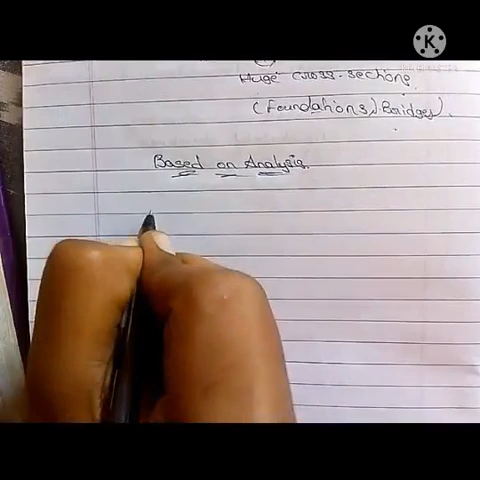 Huge cross-sections
(Foundations, Bridges).
Based on Analysis.
K